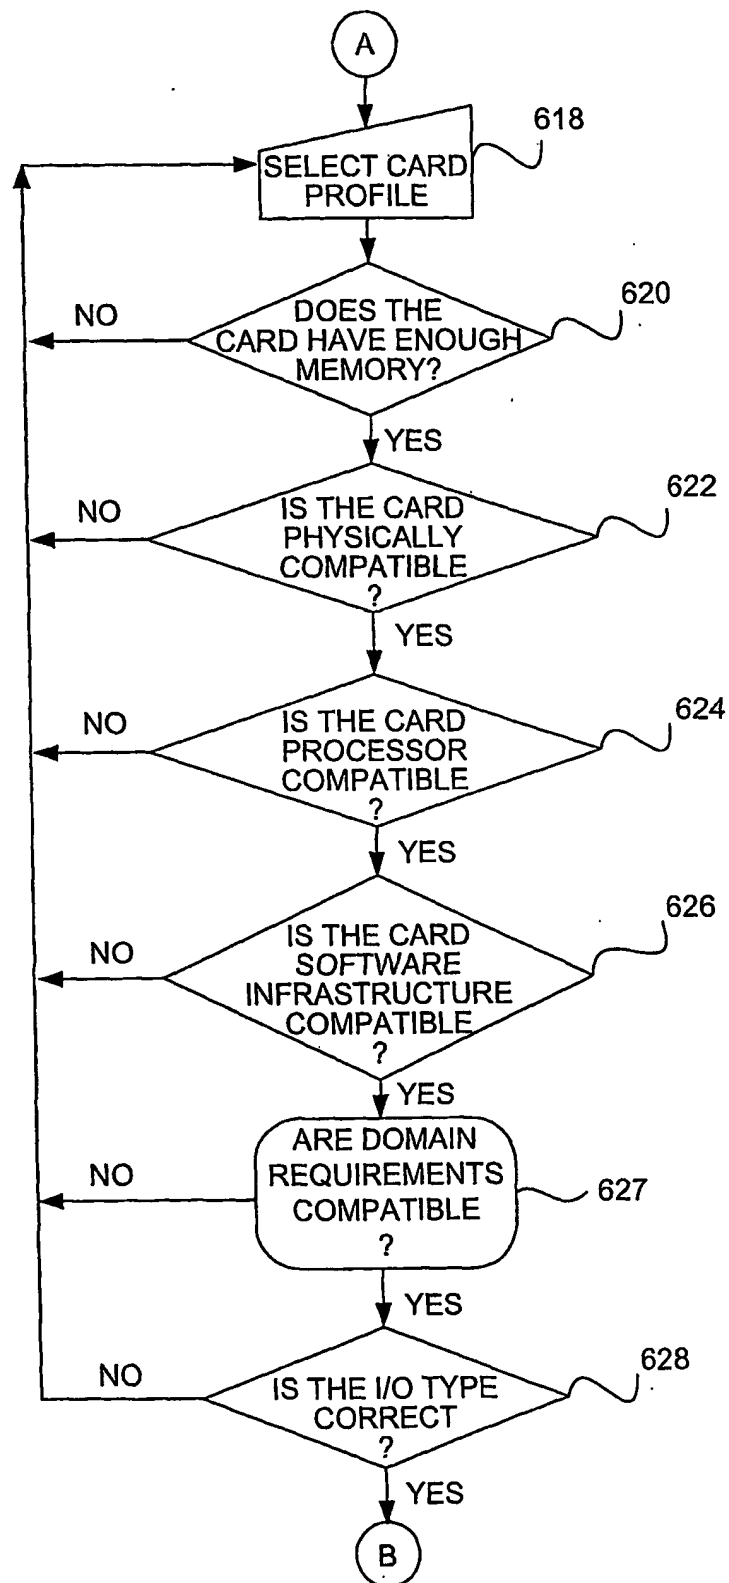 A
618
SELECT CARD
PROFILE
620
NO
DOES THE
CARD HAVE ENOUGH
MEMORY?
YES
622
NO
IS THE CARD
PHYSICALLY
COMPATIBLE
?
YES
624
NO
IS THE CARD
PROCESSOR
COMPATIBLE
?
YES
626
NO
IS THE CARD
SOFTWARE
INFRASTRUCTURE
COMPATIBLE
?
YES
NO
ARE DOMAIN
REQUIREMENTS
COMPATIBLE
?
627
YES
628
NO
IS THE I/O TYPE
CORRECT
?
YES
B